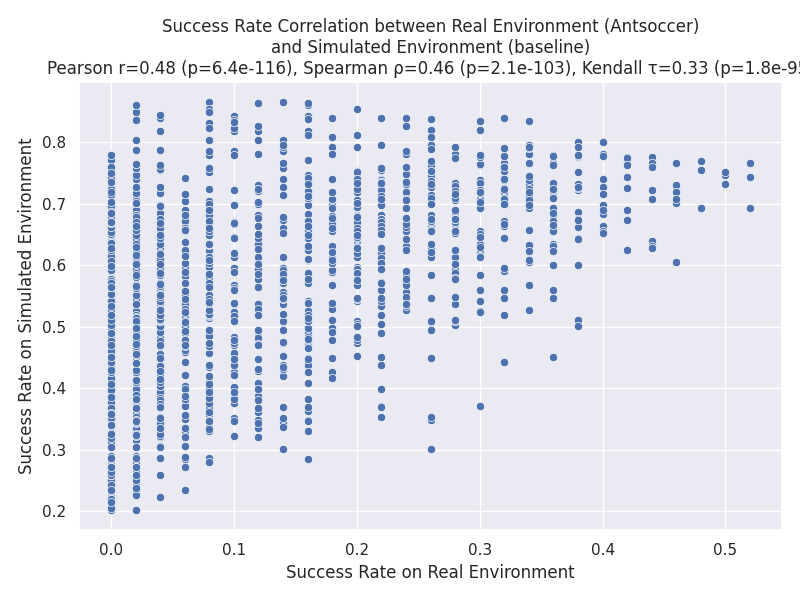 Success Rate Correlation between Real Environment (Antsoccer)
and Simulated Environment (baseline)
Pearson r=0.48 (p=6.4e-116), Spearman ρ=0.46 (p=2.1e-103), Kendall τ=0.33 (p=1.8e-95
Success Rate on Simulated Environment
0.8
0.7
0.6
0.5
0.4
0.3
0.2
0.0 0.1 0.2 0.3 0.4 0.5
Success Rate on Real Environment